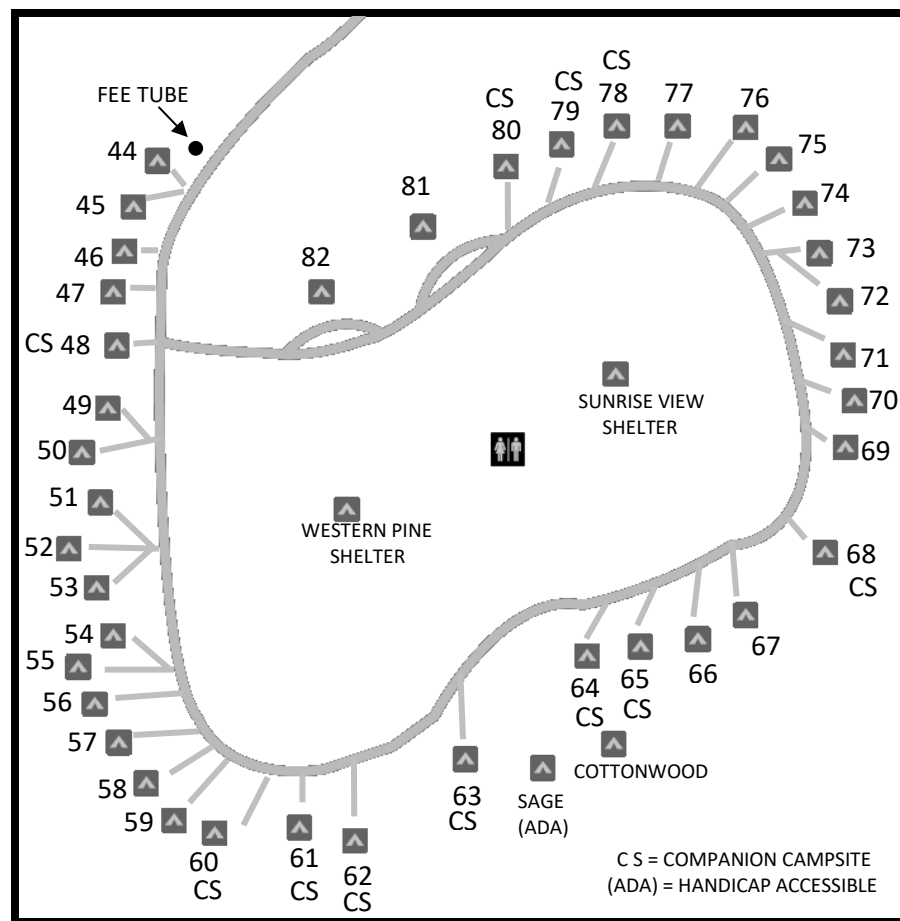 FEE TUBE
44
45
46
47
CS 48
49
50
51
52
53
54
55
56
57
58
59
60
CS
61
CS
62
CS
63
CS
64
CS
65
CS
66
67
68
CS
69
70
71
72
73
74
75
76
77
CS
78
CS
79
CS
80
81
82
SUNRISE VIEW
SHELTER
WESTERN PINE
SHELTER
COTTONWOOD
SAGE
(ADA)
C S = COMPANION CAMPSITE
(ADA) = HANDICAP ACCESSIBLE